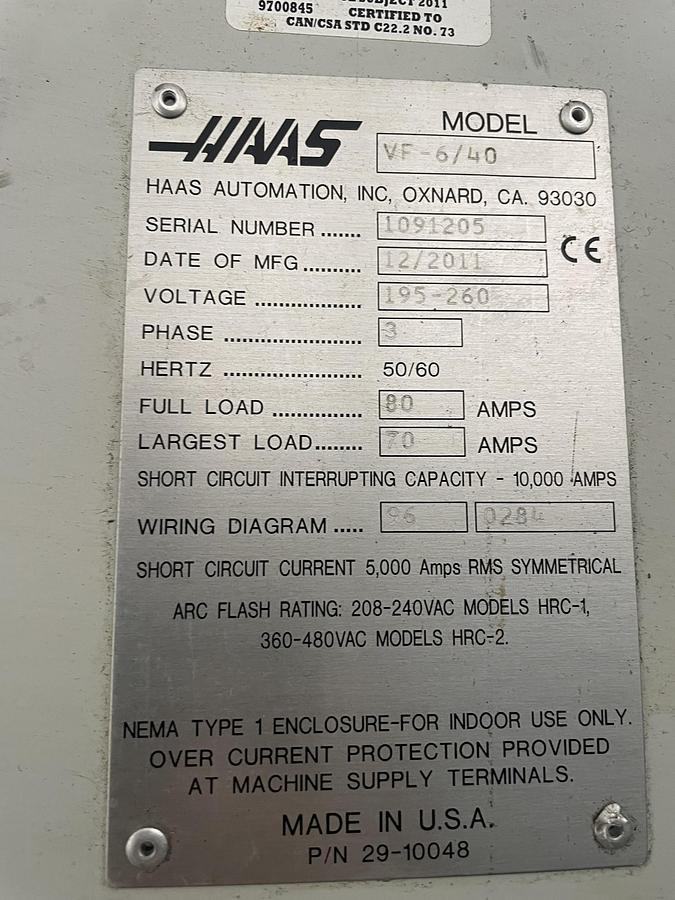 2011
9700845 CERTIFIED TO
CAN/CSA STD C22.2 NO. 73
HAAS MODEL VF-6/40
HAAS AUTOMATION, INC, OXNARD, CA. 93030
SERIAL NUMBER ....... 1091205
CE
DATE OF MFG.......... 12/2011
VOLTAGE .................. 195-260
PHASE ....................... 3
HERTZ ....................... 50/60
FULL LOAD ............... 80 AMPS
LARGEST LOAD........ 70 AMPS
SHORT CIRCUIT INTERRUPTING CAPACITY - 10,000 AMPS
WIRING DIAGRAM ..... 96 0284
SHORT CIRCUIT CURRENT 5,000 Amps RMS SYMMETRICAL
ARC FLASH RATING: 208-240VAC MODELS HRC-1,
360-480VAC MODELS HRC-2.
NEMA TYPE 1 ENCLOSURE-FOR INDOOR USE ONLY.
OVER CURRENT PROTECTION PROVIDED
AT MACHINE SUPPLY TERMINALS.
MADE IN U.S.A.
P/N 29-10048